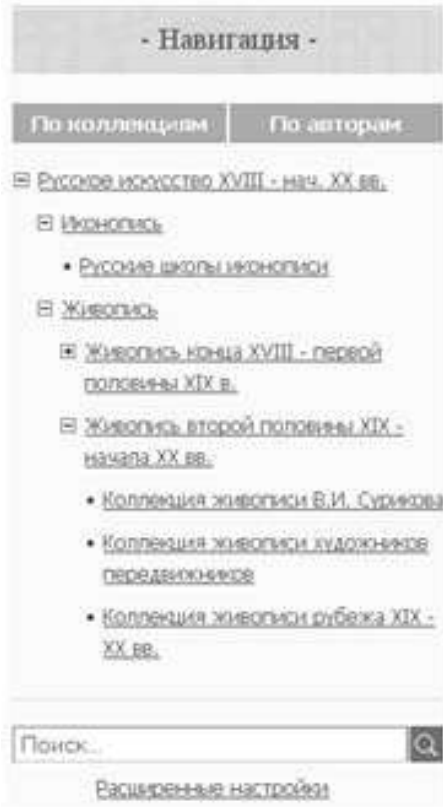 - Навигация -
По коллекциям По авторам
Русское искусство XVIII - нач. XX вв.
Иконопись
• Русские школы иконописи
Живопись
Живопись конца XVIII - первой
половины XIX в.
Живопись второй половины XIX -
начала XX вв.
• Коллекция живописи В.И. Сурикова
• Коллекция живописи художников
передвижников
• Коллекция живописи рубежа XIX -
XX вв.
Поиск...
Расширенные настройки